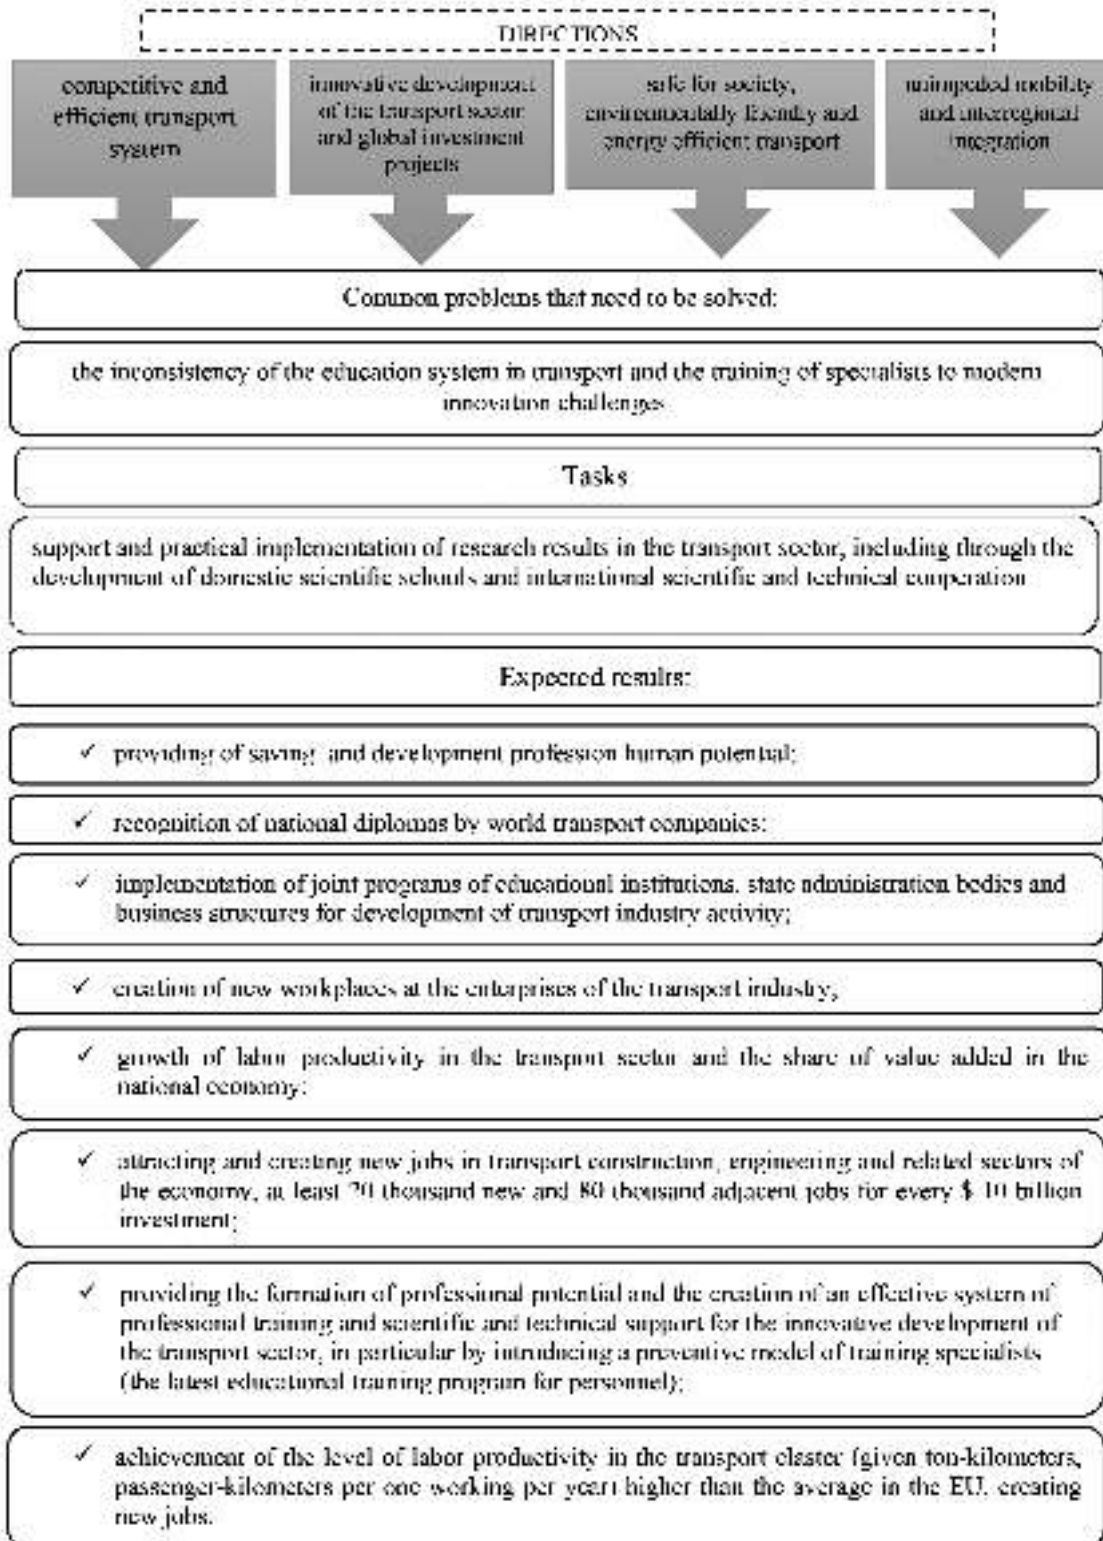 DIRECTIONS
competitive and
efficient transport
system
innovative development
of the transport sector
and global investment
projects
safe for society,
environmentally friendly and
energy efficient transport
unimpeded mobility
and interregional
integration
Common problems that need to be solved:
the inconsistency of the education system in transport and the training of specialists to modern
innovation challenges
Tasks
support and practical implementation of research results in the transport sector, including through the
development of domestic scientific schools and international scientific and technical cooperation
Expected results:
✓ providing of saving and development profession human potential;
✓ recognition of national diplomas by world transport companies;
✓ implementation of joint programs of educational institutions, state administration bodies and
business structures for development of transport industry activity;
✓ creation of new workplaces at the enterprises of the transport industry;
✓ growth of labor productivity in the transport sector and the share of value added in the
national economy;
✓ attracting and creating new jobs in transport construction, engineering and related sectors of
the economy, at least thousand new and 80 thousand adjacent jobs for every $ 10 billion
investment;
✓ providing the formation of professional potential and the creation of an effective system of
professional training and scientific and technical support for the innovative development of
the transport sector, in particular by introducing a preventive model of training specialists
(the latest educational training program for personnel);
✓ achievement of the level of labor productivity in the transport cluster (given ton-kilometers,
passenger-kilometers per one working per year) higher than the average in the EU, creating
new jobs.